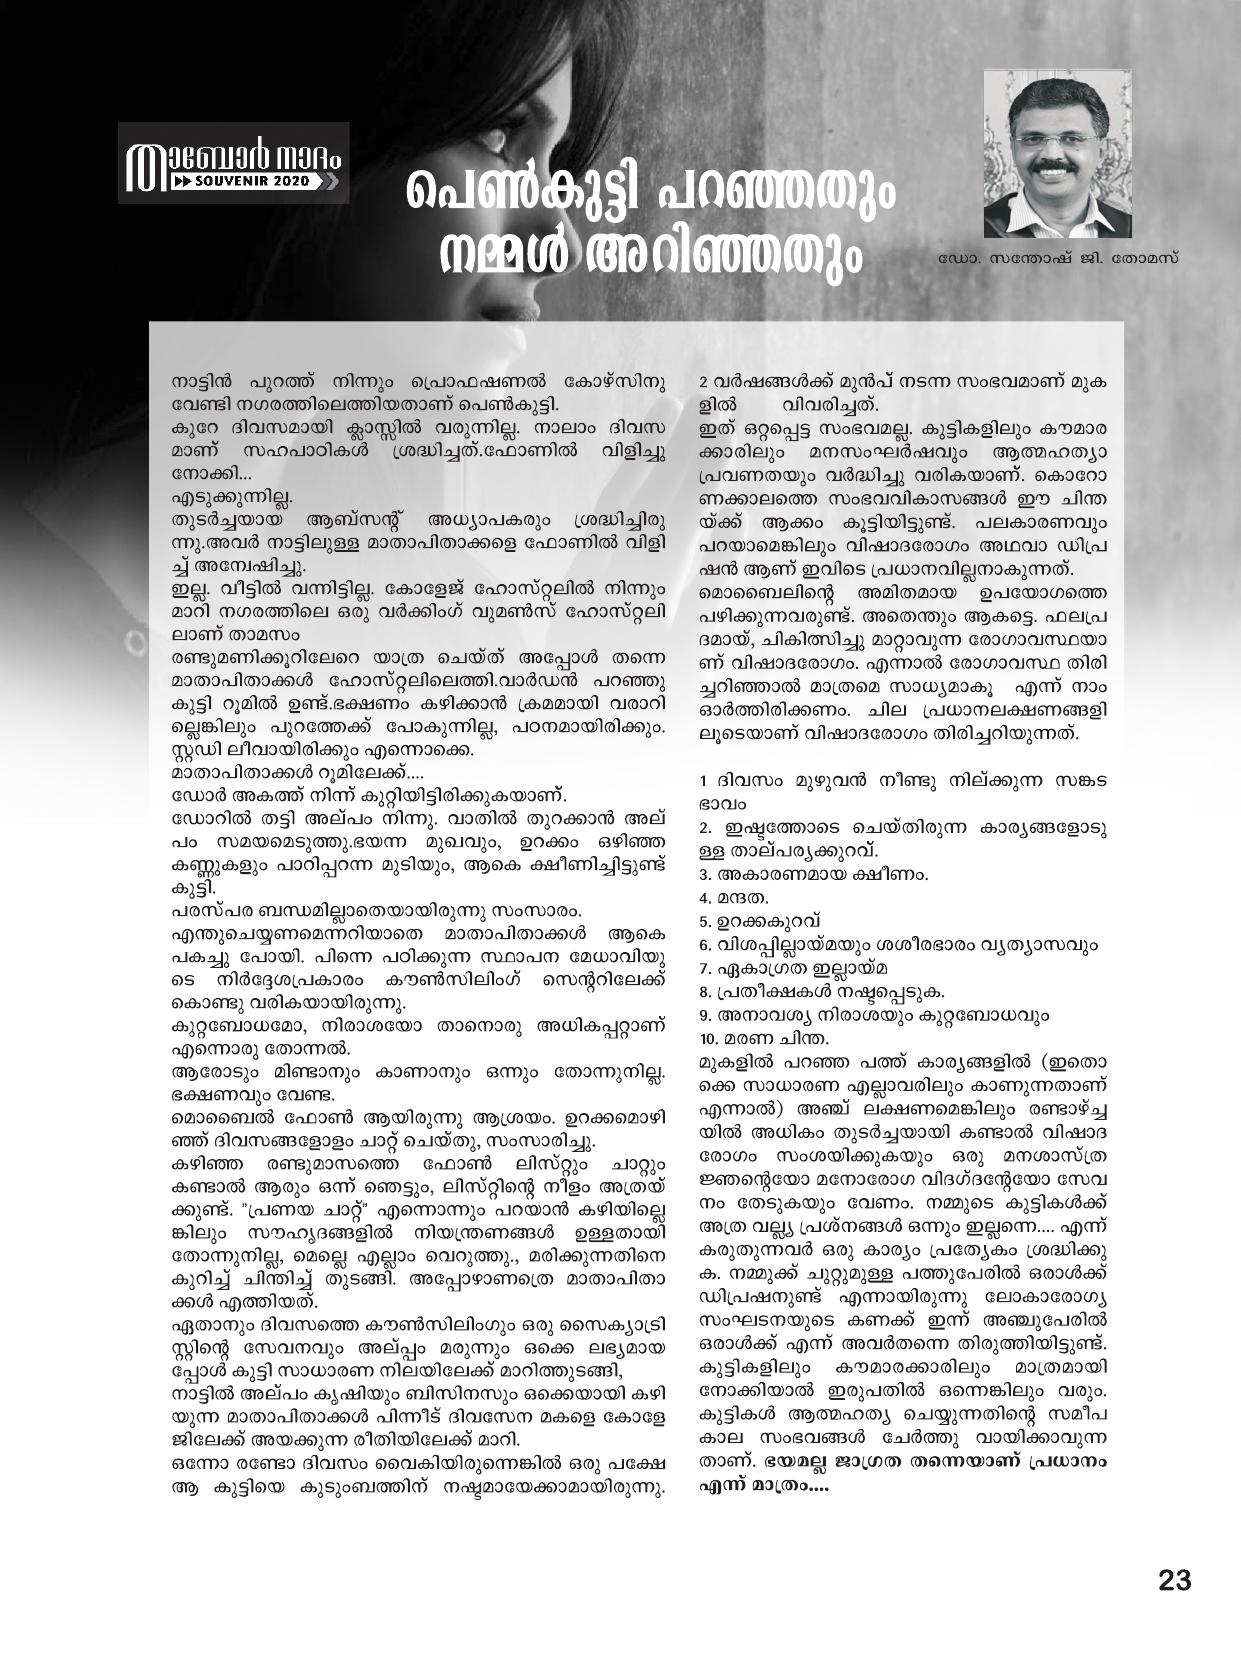 താബോർ നാദം
SOUVENIR 2020
പെൺകുട്ടി പറഞ്ഞതും
നമ്മൾ അറിഞ്ഞതും
ഡോ. സന്തോഷ് ജി. തോമസ്
നാട്ടിൻ പുറത്ത് നിന്നും പ്രൊഫഷണൽ കോഴ്സിനു
വേണ്ടി നഗരത്തിലെത്തിയതാണ് പെൺകുട്ടി.
കുറേ ദിവസമായി ക്ലാസ്സിൽ വരുന്നില്ല. നാലാം ദിവസ
മാണ് സഹപാഠികൾ ശ്രദ്ധിച്ചത്.ഫോണിൽ വിളിച്ചു
നോക്കി...
എടുക്കുന്നില്ല.
തുടർച്ചയായ ആബ്സന്റ് അധ്യാപകരും ശ്രദ്ധിച്ചിരു
ന്നു.അവർ നാട്ടിലുള്ള മാതാപിതാക്കളെ ഫോണിൽ വിളി
ച്ച് അന്വേഷിച്ചു.
ഇല്ല. വീട്ടിൽ വന്നിട്ടില്ല. കോളേജ് ഹോസ്റ്റലിൽ നിന്നും
മാറി നഗരത്തിലെ ഒരു വർക്കിംഗ് വുമൺസ് ഹോസ്റ്റലി
ലാണ് താമസം
രണ്ടുമണിക്കൂറിലേറെ യാത്ര ചെയ്ത് അപ്പോൾ തന്നെ
മാതാപിതാക്കൾ ഹോസ്റ്റലിലെത്തി.വാർഡൻ പറഞ്ഞു
കുട്ടി റൂമിൽ ഉണ്ട്.ഭക്ഷണം കഴിക്കാൻ ക്രമമായി വരാറി
ല്ലെങ്കിലും പുറത്തേക്ക് പോകുന്നില്ല, പഠനമായിരിക്കും.
സ്റ്റഡി ലീവായിരിക്കും എന്നൊക്കെ.
മാതാപിതാക്കൾ റൂമിലേക്ക്....
ഡോർ അകത്ത് നിന്ന് കുറ്റിയിട്ടിരിക്കുകയാണ്.
ഡോറിൽ തട്ടി അല്പം നിന്നു. വാതിൽ തുറക്കാൻ അല്
പം സമയമെടുത്തു.ഭയന്ന മുഖവും, ഉറക്കം ഒഴിഞ്ഞ
കണ്ണുകളും പാറിപ്പറന്ന മുടിയും, ആകെ ക്ഷീണിച്ചിട്ടുണ്ട്
കുട്ടി.
പരസ്പര ബന്ധമില്ലാതെയായിരുന്നു സംസാരം.
എന്തുചെയ്യണമെന്നറിയാതെ മാതാപിതാക്കൾ ആകെ
പകച്ചു പോയി. പിന്നെ പഠിക്കുന്ന സ്ഥാപന മേധാവിയു
ടെ നിർദ്ദേശപ്രകാരം കൗൺസിലിംഗ് സെന്ററിലേക്ക്
കൊണ്ടു വരികയായിരുന്നു.
കുറ്റബോധമോ, നിരാശയോ താനൊരു അധികപ്പറ്റാണ്
എന്നൊരു തോന്നൽ.
ആരോടും മിണ്ടാനും കാണാനും ഒന്നും തോന്നുനില്ല.
ഭക്ഷണവും വേണ്ട.
മൊബൈൽ ഫോൺ ആയിരുന്നു ആശ്രയം. ഉറക്കമൊഴി
ഞ്ഞ് ദിവസങ്ങളോളം ചാറ്റ് ചെയ്തു, സംസാരിച്ചു.
കഴിഞ്ഞ രണ്ടുമാസത്തെ ഫോൺ ലിസ്റ്റും ചാറ്റും
കണ്ടാൽ ആരും ഒന്ന് ഞെട്ടും, ലിസ്റ്റിന്റെ നീളം അത്രയ്
ക്കുണ്ട്. "പ്രണയ ചാറ്റ്" എന്നൊന്നും പറയാൻ കഴിയില്ലെ
ങ്കിലും സൗഹൃദങ്ങളിൽ നിയന്ത്രണങ്ങൾ ഉള്ളതായി
തോന്നുനില്ല, മെല്ലെ എല്ലാം വെറുത്തു., മരിക്കുന്നതിനെ
കുറിച്ച് ചിന്തിച്ച് തുടങ്ങി. അപ്പോഴാണത്രെ മാതാപിതാ
ക്കൾ എത്തിയത്.
ഏതാനും ദിവസത്തെ കൗൺസിലിംഗും ഒരു സൈക്യാട്രി
സ്റ്റിന്റെ സേവനവും അല്പ്പം മരുന്നും ഒക്കെ ലഭ്യമായ
പ്പോൾ കുട്ടി സാധാരണ നിലയിലേക്ക് മാറിത്തുടങ്ങി,
നാട്ടിൽ അല്പം കൃഷിയും ബിസിനസും ഒക്കെയായി കഴി
യുന്ന മാതാപിതാക്കൾ പിന്നീട് ദിവസേന മകളെ കോളേ
ജിലേക്ക് അയക്കുന്ന രീതിയിലേക്ക് മാറി.
ഒന്നോ രണ്ടോ ദിവസം വൈകിയിരുന്നെങ്കിൽ ഒരു പക്ഷേ
ആ കുട്ടിയെ കുടുംബത്തിന് നഷ്ടമായേക്കാമായിരുന്നു.
2 വർഷങ്ങൾക്ക് മുൻപ് നടന്ന സംഭവമാണ് മുക
ളിൽ വിവരിച്ചത്.
ഇത് ഒറ്റപ്പെട്ട സംഭവമല്ല. കുട്ടികളിലും കൗമാര
ക്കാരിലും മനസംഘർഷവും ആത്മഹത്യാ
പ്രവണതയും വർദ്ധിച്ചു വരികയാണ്. കൊറോ
ണക്കാലത്തെ സംഭവവികാസങ്ങൾ ഈ ചിന്ത
യ്ക്ക് ആക്കം കൂട്ടിയിട്ടുണ്ട്. പലകാരണവും
പറയാമെങ്കിലും വിഷാദരോഗം അഥവാ ഡിപ്ര
ഷൻ ആണ് ഇവിടെ പ്രധാനവില്ലനാകുന്നത്.
മൊബൈലിന്റെ അമിതമായ ഉപയോഗത്തെ
പഴിക്കുന്നവരുണ്ട്. അതെന്തും ആകട്ടെ. ഫലപ്ര
ദമായ്, ചികിത്സിച്ചു മാറ്റാവുന്ന രോഗാവസ്ഥയാ
ണ് വിഷാദരോഗം. എന്നാൽ രോഗാവസ്ഥ തിരി
ച്ചറിഞ്ഞാൽ മാത്രമെ സാധ്യമാകൂ എന്ന് നാം
ഓർത്തിരിക്കണം. ചില പ്രധാനലക്ഷണങ്ങളി
ലൂടെയാണ് വിഷാദരോഗം തിരിച്ചറിയുന്നത്.
1 ദിവസം മുഴുവൻ നീണ്ടു നില്ക്കുന്ന സങ്കട
ഭാവം
2. ഇഷ്ടത്തോടെ ചെയ്തിരുന്ന കാര്യങ്ങളോടു
ള്ള താല്പര്യക്കുറവ്.
3. അകാരണമായ ക്ഷീണം.
4. മന്ദത.
5. ഉറക്കകുറവ്
6. വിശപ്പില്ലായ്മയും ശശീരഭാരം വ്യത്യാസവും
7. ഏകാഗ്രത ഇല്ലായ്മ
8. പ്രതീക്ഷകൾ നഷ്ടപ്പെടുക.
9. അനാവശ്യ നിരാശയും കുറ്റബോധവും
10. മരണ ചിന്ത.
മുകളിൽ പറഞ്ഞ പത്ത് കാര്യങ്ങളിൽ (ഇതൊ
ക്കെ സാധാരണ എല്ലാവരിലും കാണുന്നതാണ്
എന്നാൽ) അഞ്ച് ലക്ഷണമെങ്കിലും രണ്ടാഴ്ച്ച
യിൽ അധികം തുടർച്ചയായി കണ്ടാൽ വിഷാദ
രോഗം സംശയിക്കുകയും ഒരു മനശാസ്ത്ര
ജ്ഞന്റെയോ മനോരോഗ വിദഗ്ദന്റേയോ സേവ
നം തേടുകയും വേണം. നമ്മുടെ കുട്ടികൾക്ക്
അത്ര വല്ല്യ പ്രശ്നങ്ങൾ ഒന്നും ഇല്ലന്നെ.... എന്ന്
കരുതുന്നവർ ഒരു കാര്യം പ്രത്യേകം ശ്രദ്ധിക്കു
ക. നമ്മുക്ക് ചുറ്റുമുള്ള പത്തുപേരിൽ ഒരാൾക്ക്
ഡിപ്രഷനുണ്ട് എന്നായിരുന്നു ലോകാരോഗ്യ
സംഘടനയുടെ കണക്ക് ഇന്ന് അഞ്ചുപേരിൽ
ഒരാൾക്ക് എന്ന് അവർതന്നെ തിരുത്തിയിട്ടുണ്ട്.
കുട്ടികളിലും കൗമാരക്കാരിലും മാത്രമായി
നോക്കിയാൽ ഇരുപതിൽ ഒന്നെങ്കിലും വരും.
കുട്ടികൾ ആത്മഹത്യ ചെയ്യുന്നതിന്റെ സമീപ
കാല സംഭവങ്ങൾ ചേർത്തു വായിക്കാവുന്ന
താണ്. ഭയമല്ല ജാഗ്രത തന്നെയാണ് പ്രധാനം
എന്ന് മാത്രം....
23